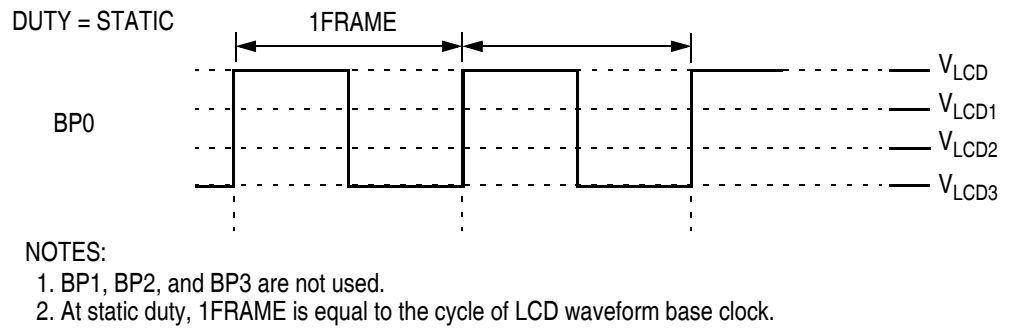 DUTY = STATIC
1FRAME
BP0
VLCD
VLCD1
VLCD2
VLCD3
NOTES:
1. BP1, BP2, and BP3 are not used.
2. At static duty, 1FRAME is equal to the cycle of LCD waveform base clock.